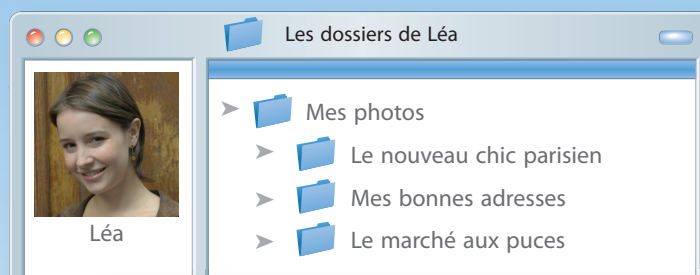 Les dossiers de Léa
Léa
Mes photos
Le nouveau chic parisien
Mes bonnes adresses
Le marché aux puces